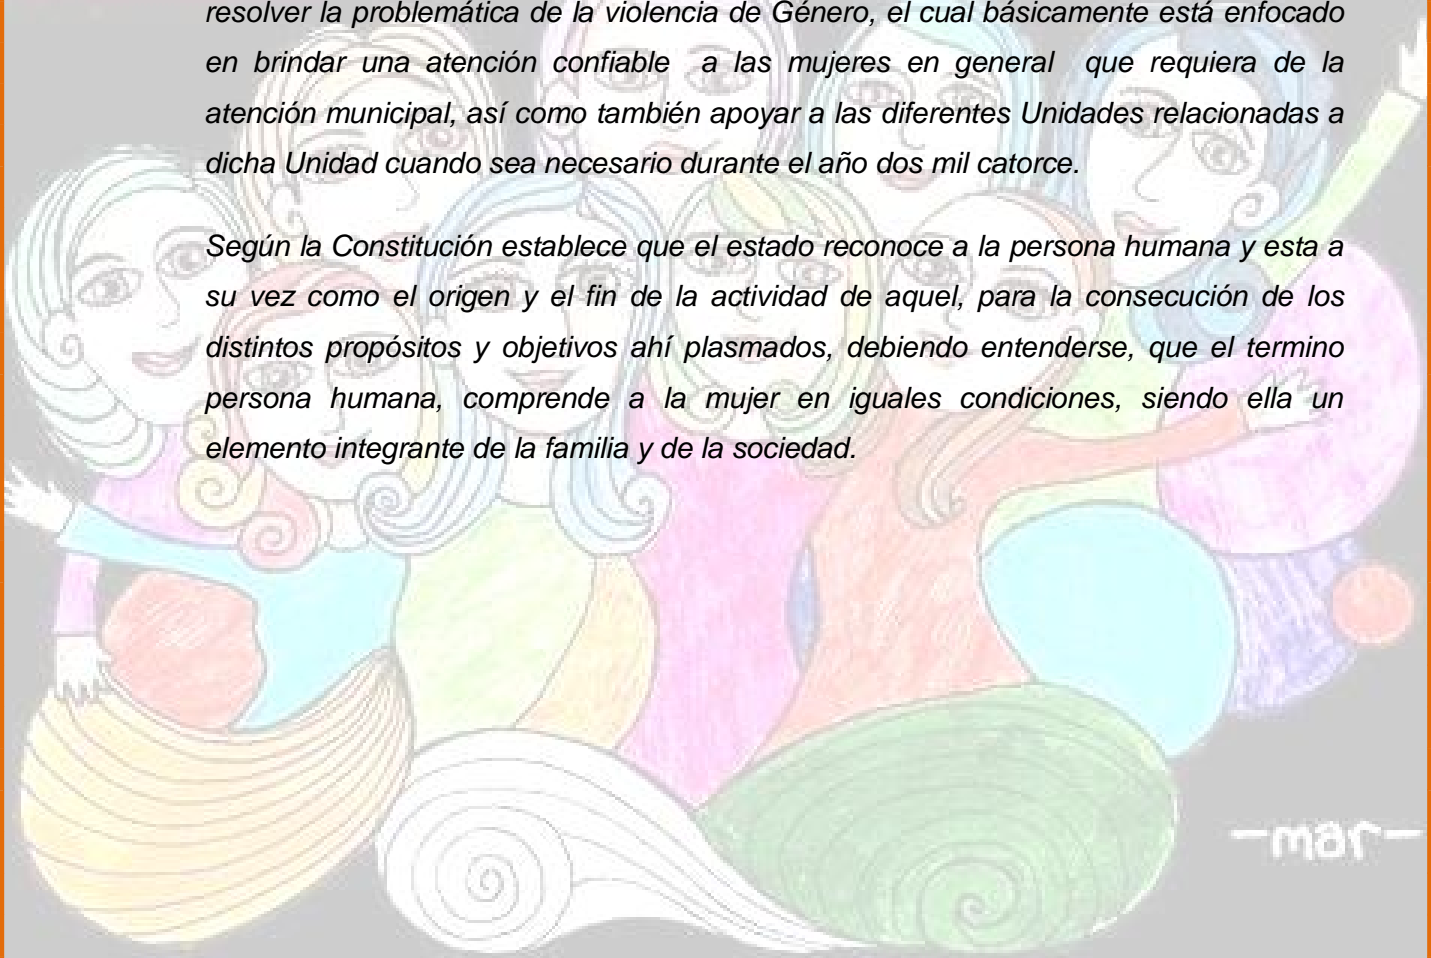 resolver la problemática de la violencia de Género, el cual básicamente está enfocado
en brindar una atención confiable a las mujeres en general que requiera de la
atención municipal, así como también apoyar a las diferentes Unidades relacionadas a
dicha Unidad cuando sea necesario durante el año dos mil catorce.
Según la Constitución establece que el estado reconoce a la persona humana y esta a
su vez como el origen y el fin de la actividad de aquel, para la consecución de los
distintos propósitos y objetivos ahí plasmados, debiendo entenderse, que el termino
persona humana, comprende a la mujer en iguales condiciones, siendo ella un
elemento integrante de la familia y de la sociedad.
-mar-